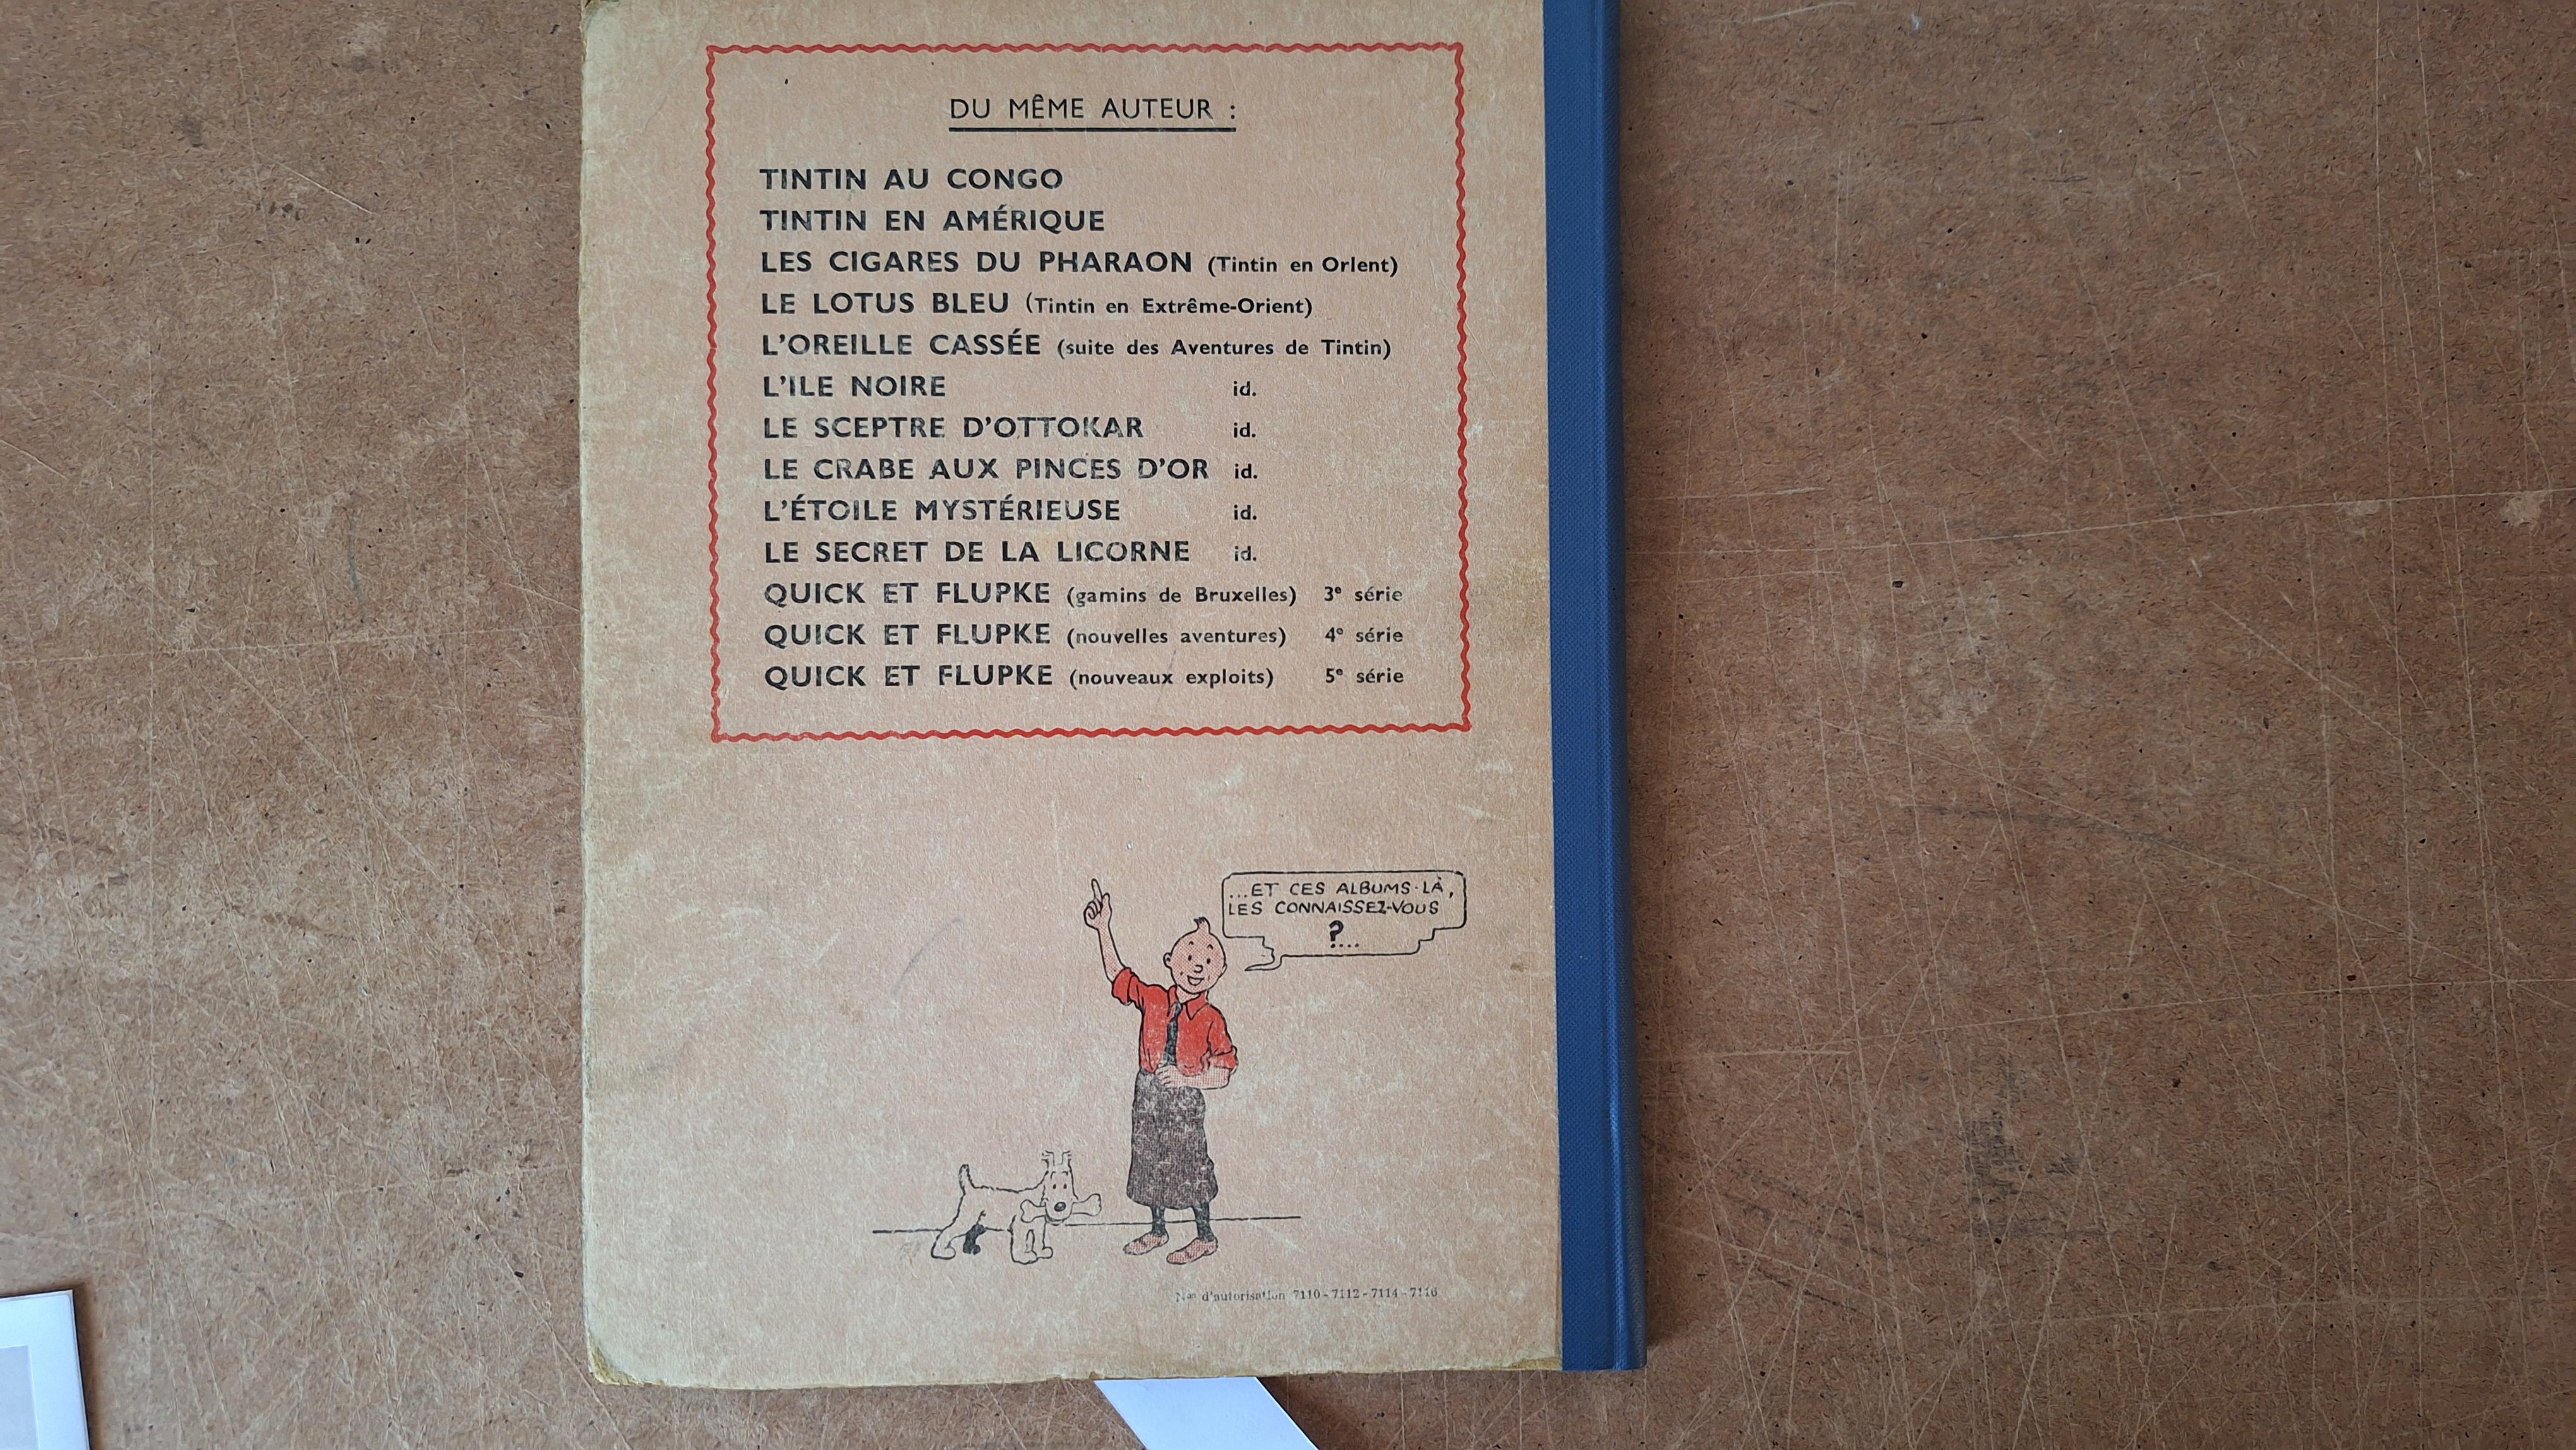 DU MÊME AUTEUR :
TINTIN AU CONGO
TINTIN EN AMÉRIQUE
LES CIGARES DU PHARAON (Tintin en Orient)
LE LOTUS BLEU (Tintin en Extrême-Orient)
L'OREILLE CASSÉE (suite des Aventures de Tintin)
L'ILE NOIRE id.
LE SCEPTRE D'OTTOKAR id.
LE CRABE AUX PINCES D'OR id.
L'ÉTOILE MYSTÉRIEUSE id.
LE SECRET DE LA LICORNE id.
QUICK ET FLUPKE (gamins de Bruxelles) 3e série
QUICK ET FLUPKE (nouvelles aventures) 4e série
QUICK ET FLUPKE (nouveaux exploits) 5e série
...ET CES ALBUMS-LÀ,
LES CONNAISSEZ-VOUS
?...
Nos d'autorisation 7110-7112-7114-7116